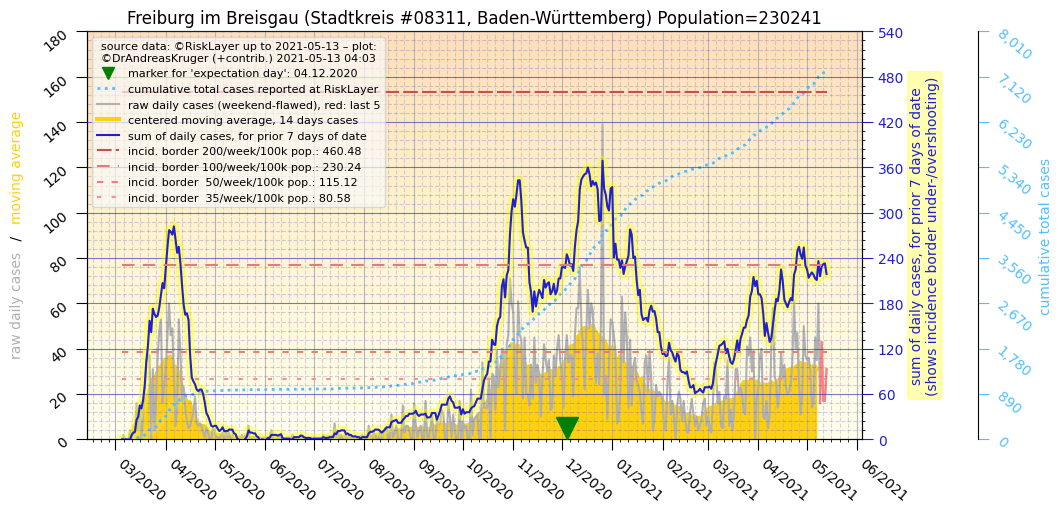 Freiburg im Breisgau (Stadtkreis #08311, Baden-Württemberg) Population=230241
source data: ©RiskLayer up to 2021-05-13 – plot:
©DrAndreasKruger (+contrib.) 2021-05-13 04:03
marker for 'expectation day': 04.12.2020
cumulative total cases reported at RiskLayer
raw daily cases (weekend-flawed), red: last 5
centered moving average, 14 days cases
sum of daily cases, for prior 7 days of date
incid. border 200/week/100k pop.: 460.48
incid. border 100/week/100k pop.: 230.24
incid. border 50/week/100k pop.: 115.12
incid. border 35/week/100k pop.: 80.58
raw daily cases / moving average
180
160
140
120
100
80
60
40
20
0
03/2020
04/2020
05/2020
06/2020
07/2020
08/2020
09/2020
10/2020
11/2020
12/2020
01/2021
02/2021
03/2021
04/2021
05/2021
06/2021
540
480
420
360
300
240
180
120
60
0
sum of daily cases, for prior 7 days of date
(shows incidence border under-/overshooting)
8,010
7,120
6,230
5,340
4,450
3,560
2,670
1,780
890
0
cumulative total cases